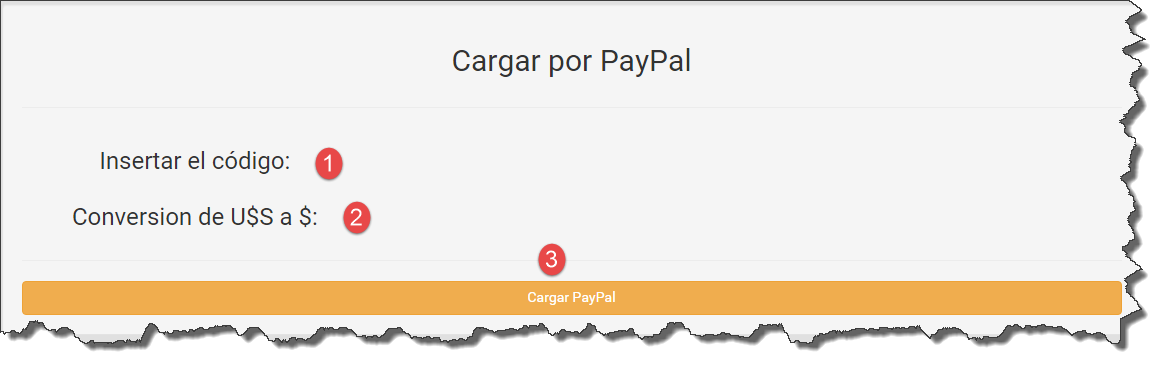 Cargar por PayPal
Insertar el código: 1
Conversion de U$S a $: 2
3
Cargar PayPal